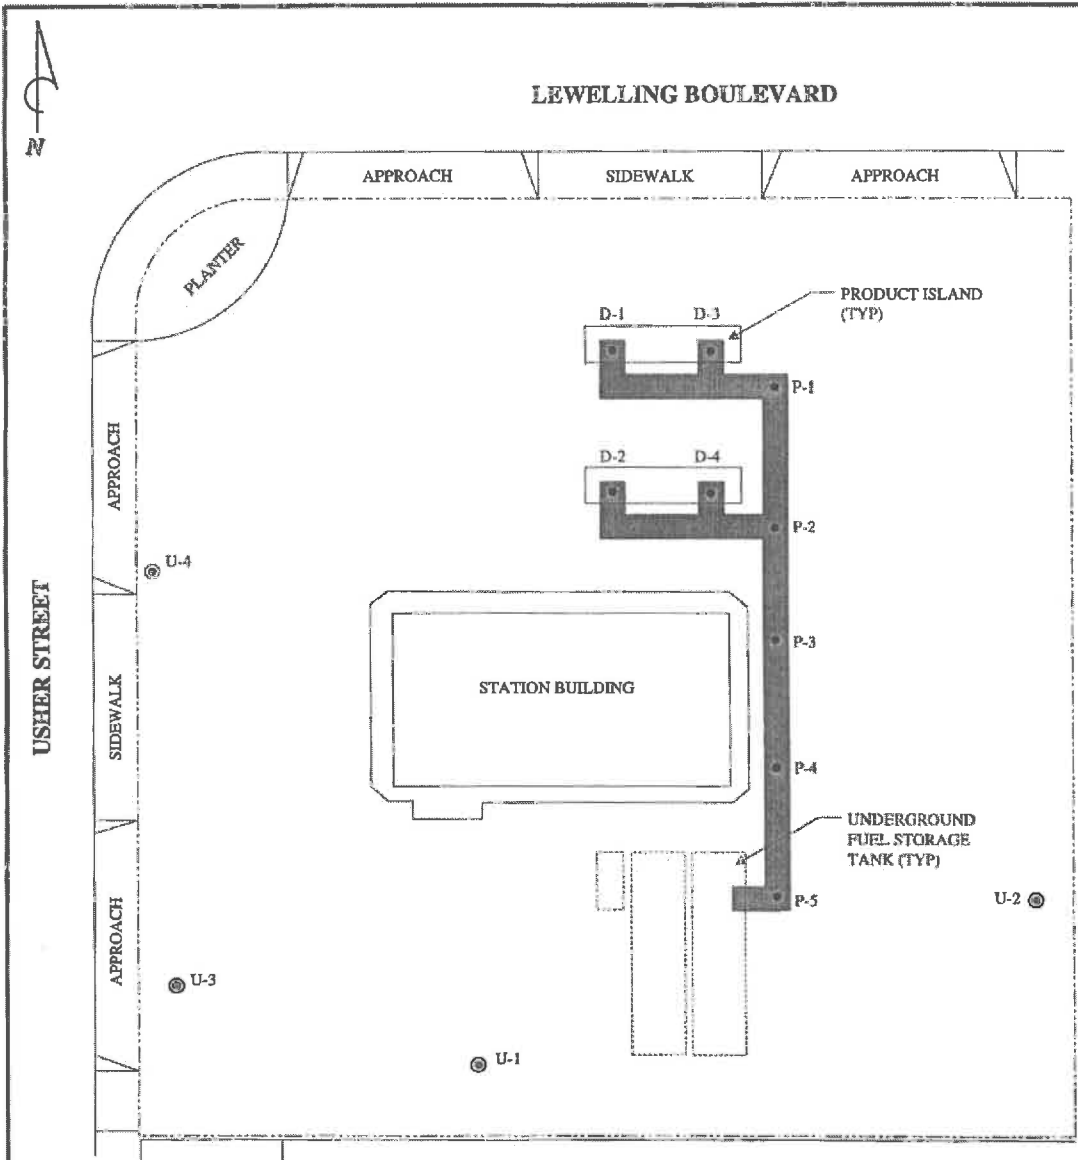 LEWELLING BOULEVARD
N
APPROACH
SIDEWALK
APPROACH
PLANTER
PRODUCT ISLAND
(TYP)
D-1
D-3
P-1
APPROACH
D-2
D-4
P-2
U-4
USHER STREET
P-3
SIDEWALK
STATION BUILDING
P-4
UNDERGROUND
FUEL STORAGE
TANK (TYP)
APPROACH
P-5
U-2
U-3
U-1